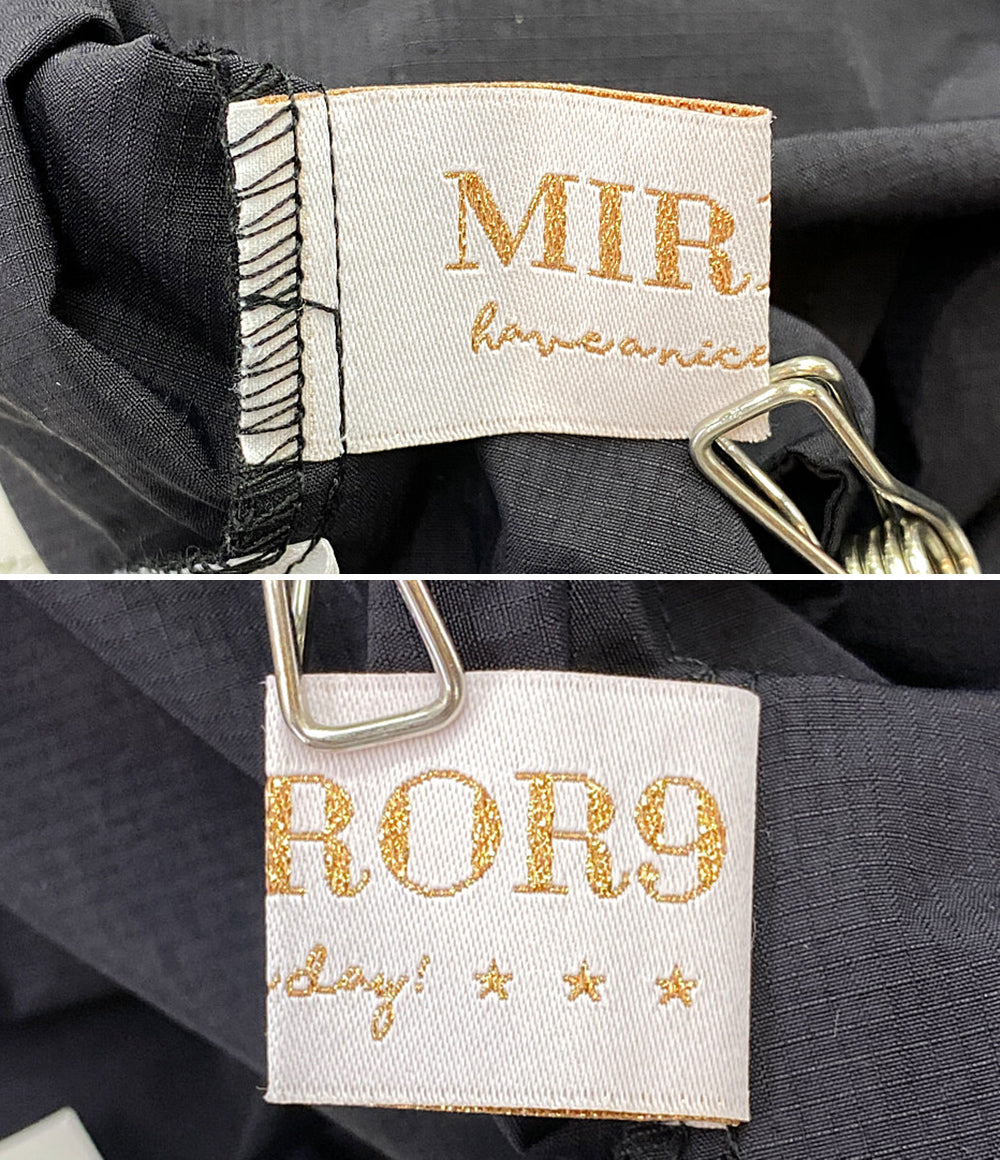 MIR
have a nice
ROR9
day! ★ ★ ★